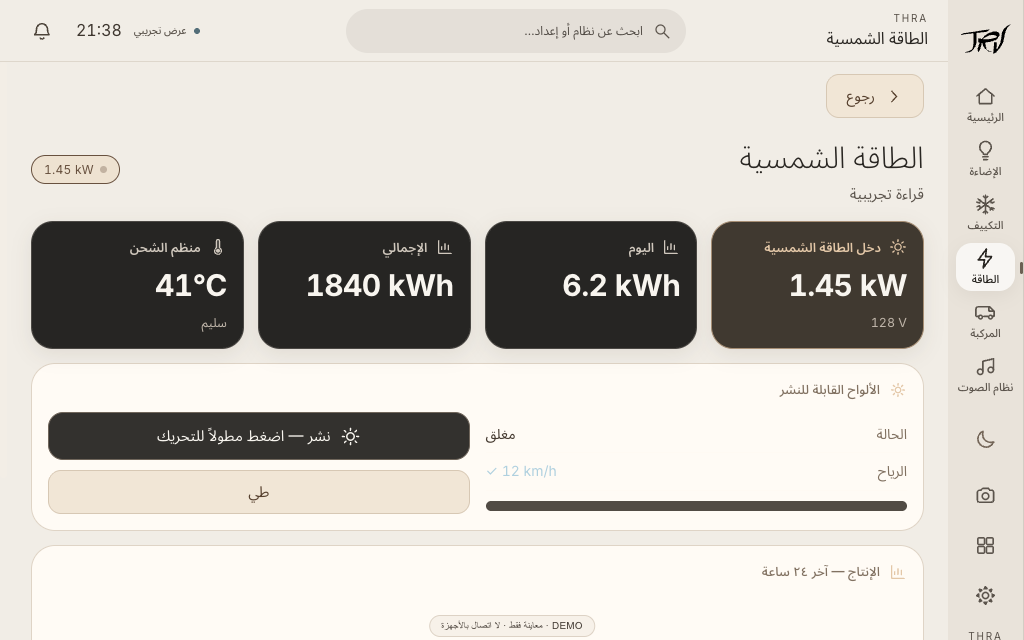 THRA
الطاقة الشمسية
ابحث عن نظام أو إعداد...
عرض تجريبي
21:38
رجوع
الطاقة الشمسية
قراءة تجريبية
1.45 kW
دخل الطاقة الشمسية
1.45 kW
128 V
اليوم
6.2 kWh
الإجمالي
1840 kWh
منظم الشحن
41°C
سليم
الألواح القابلة للنشر
الحالة
مغلق
الرياح
12 km/h ✓
نشر — اضغط مطولاً للتحريك
طي
الإنتاج — آخر ٢٤ ساعة
DEMO · معاينة فقط · لا اتصال بالأجهزة
الرئيسية
الإضاءة
التكييف
الطاقة
المركبة
نظام الصوت
THRA